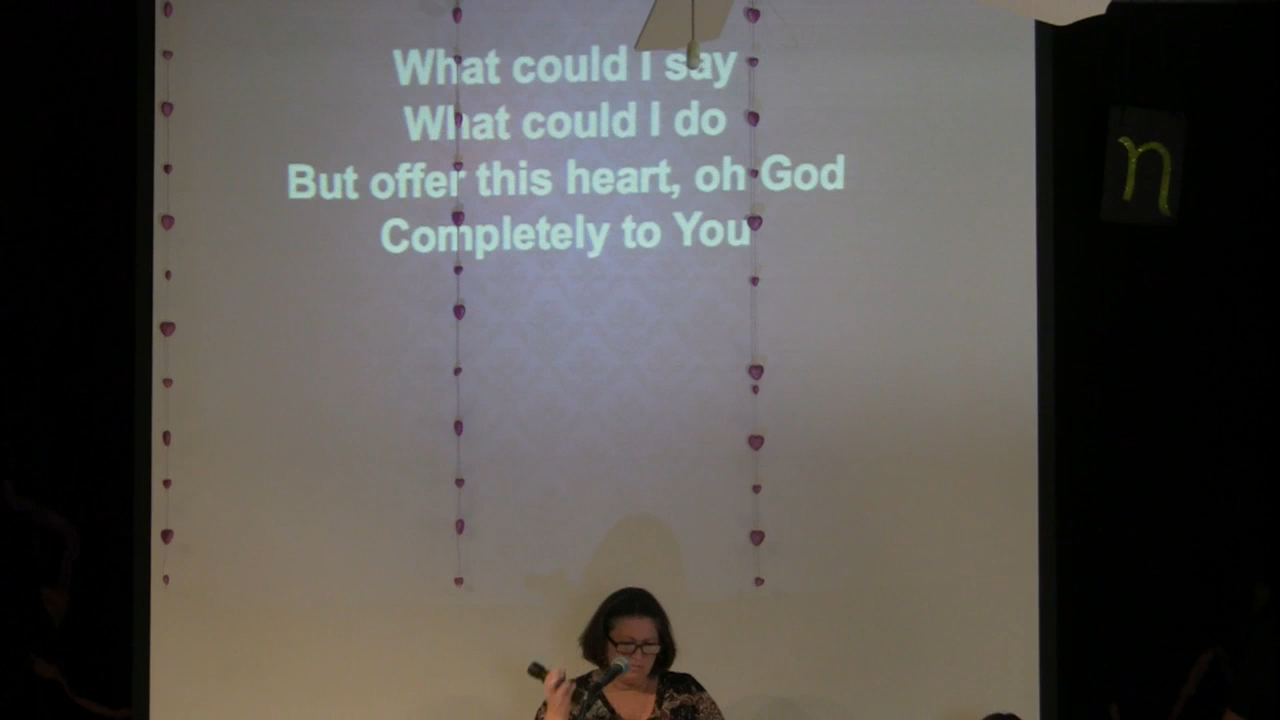 What could I say
What could I do
But offer this heart, oh God
Completely to You
n